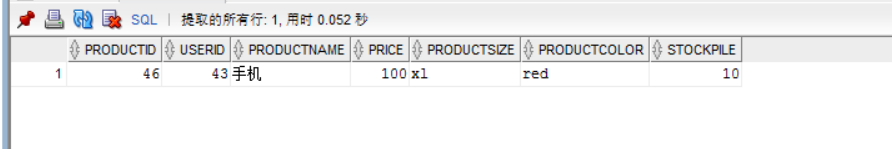 SQL | 提取的所有行: 1, 用时 0.052 秒
PRODUCTID USERID PRODUCTNAME PRICE PRODUCTSIZE PRODUCTCOLOR STOCKPILE
1 46 43 手机 100 xl red 10